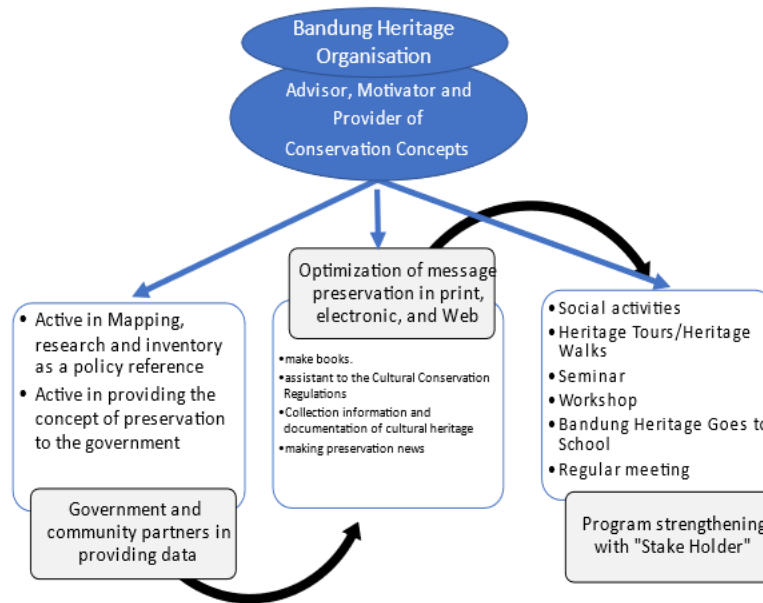 Bandung Heritage
Organisation
Advisor, Motivator and
Provider of
Conservation Concepts
• Active in Mapping,
research and inventory
as a policy reference
• Active in providing the
concept of preservation
to the government
Government and
community partners in
providing data
Optimization of message
preservation in print,
electronic, and Web
•make books.
•assistant to the Cultural Conservation
Regulations
•Collection information and
documentation of cultural heritage
•making preservation news
•Social activities
•Heritage Tours/Heritage
Walks
•Seminar
•Workshop
•Bandung Heritage Goes to
School
•Regular meeting
Program strengthening
with "Stake Holder"